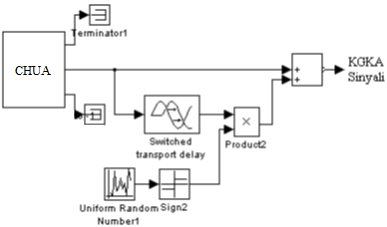 Terminator1
CHUA
+
+
KGKA
Sinyali
Switched
transport delay
×
Product2
Uniform Random
Number1
Sign2